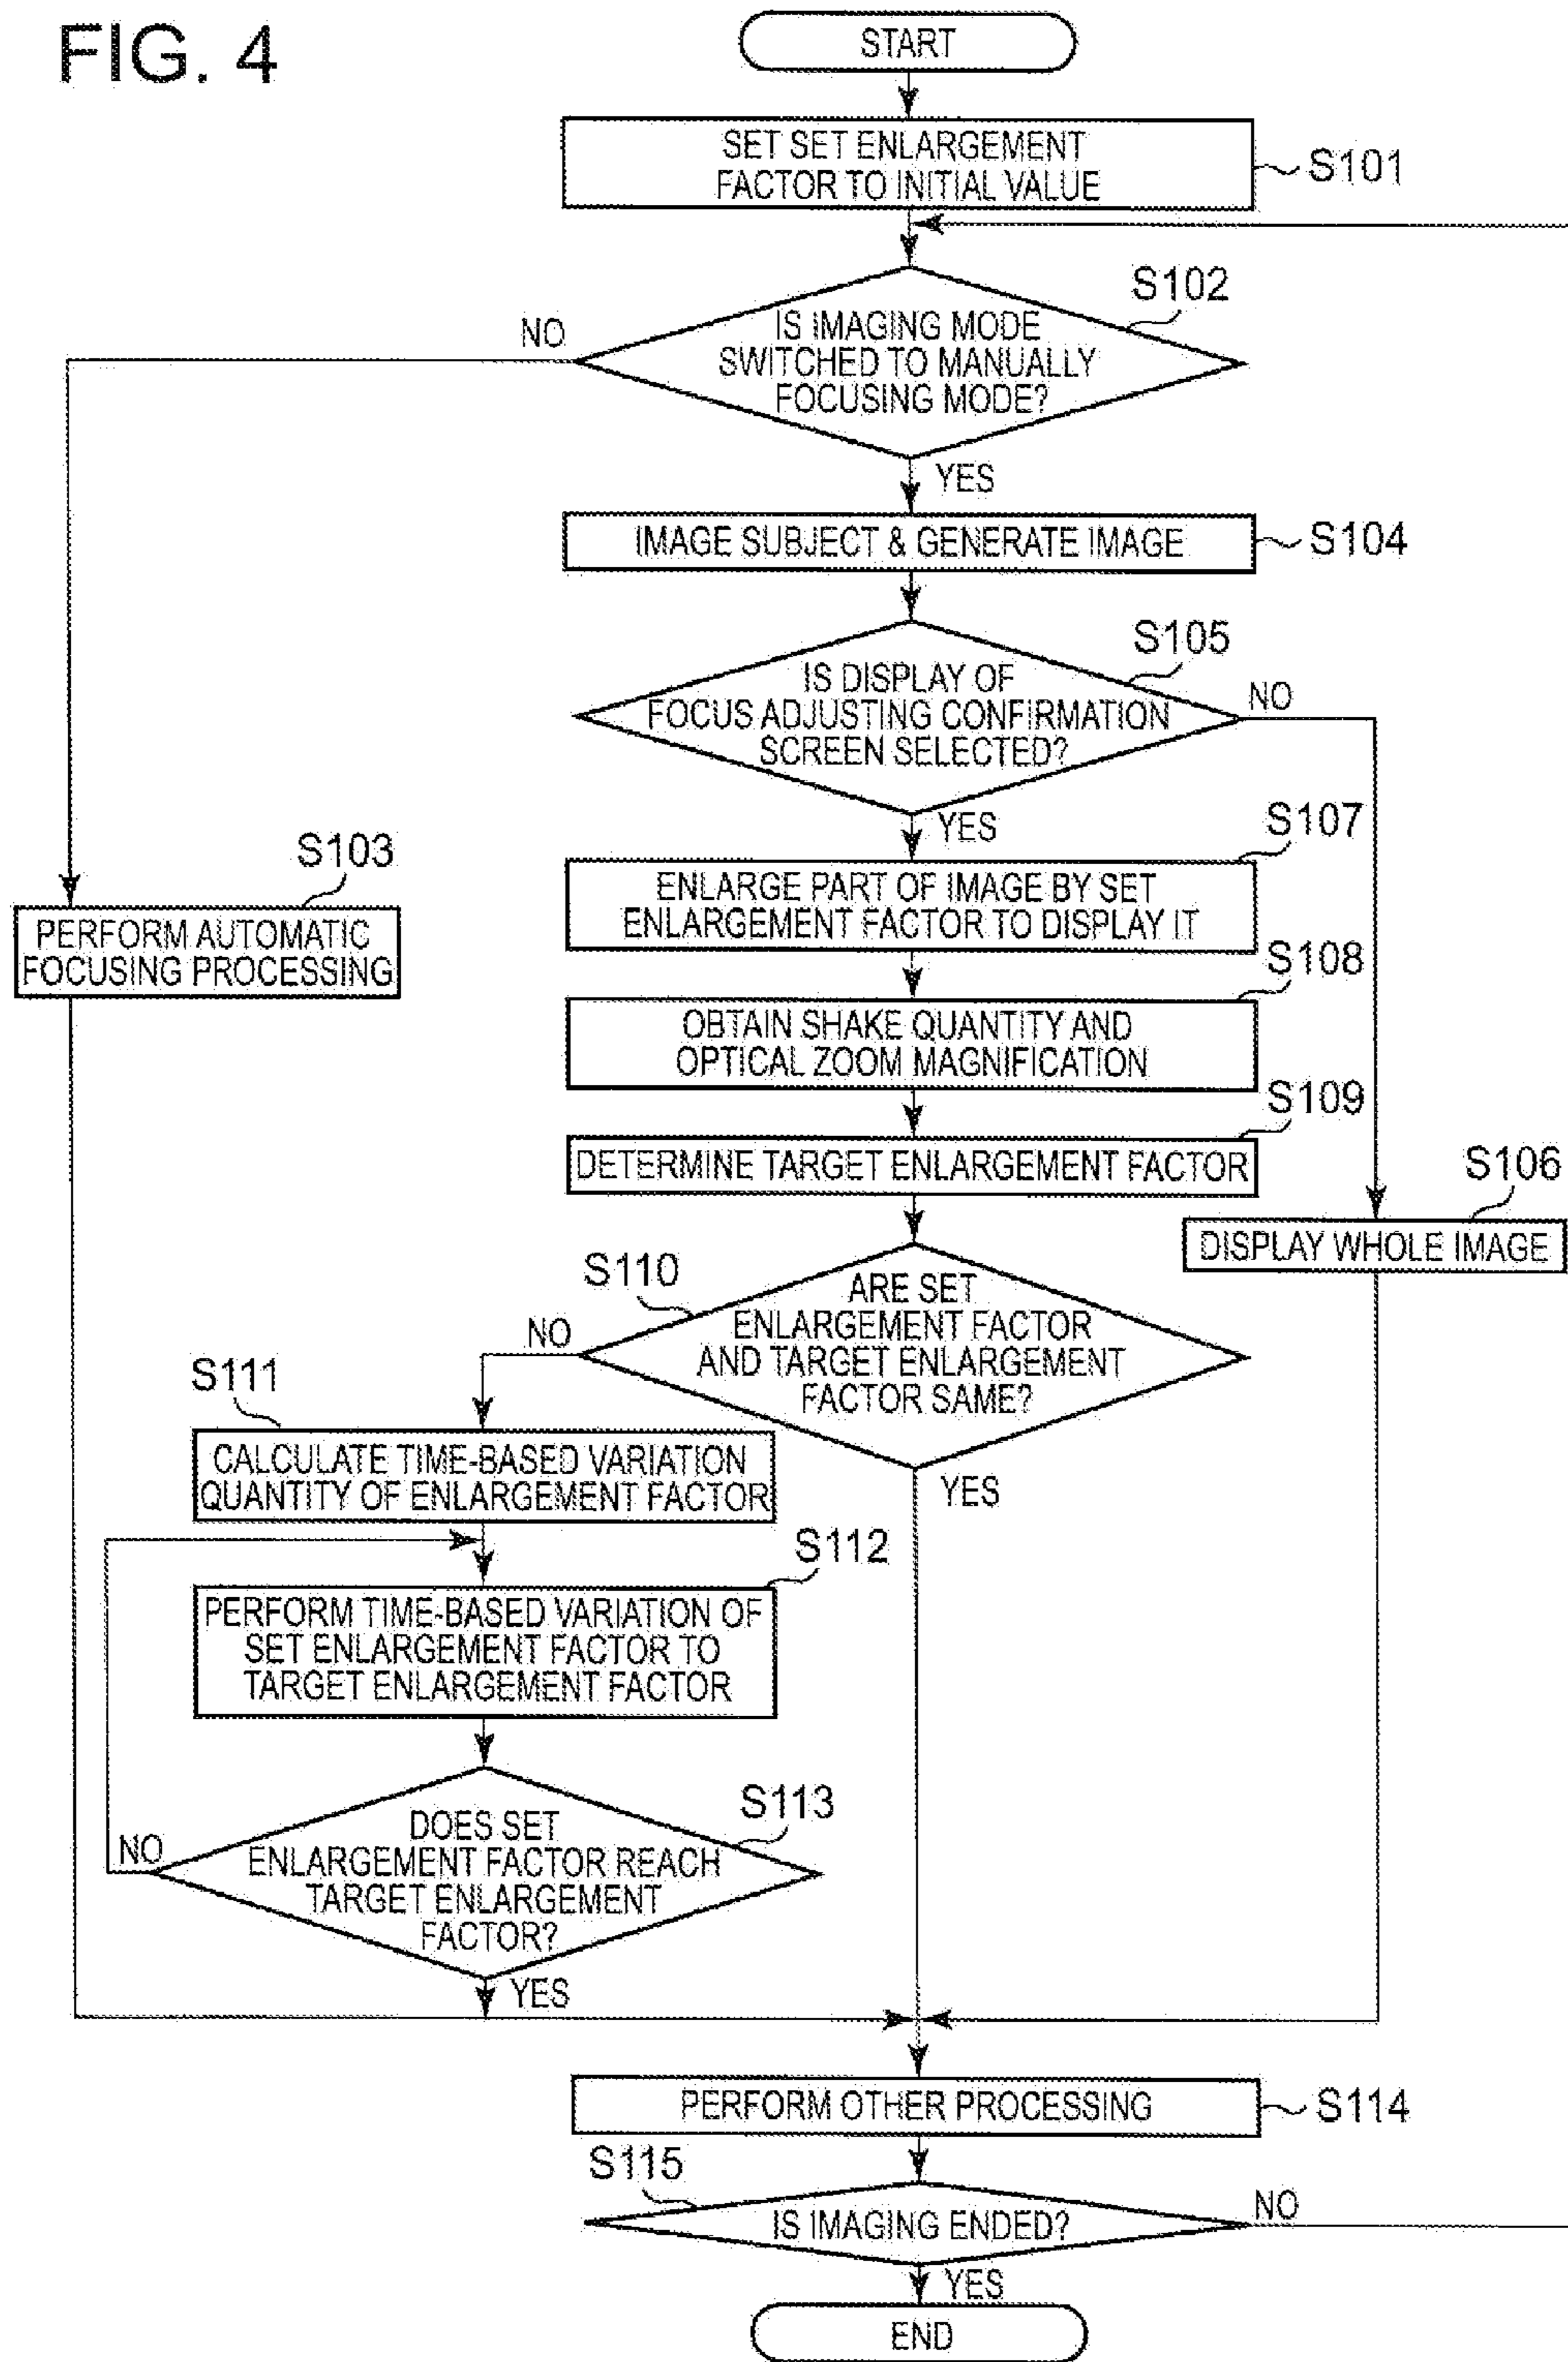 FIG. 4
START
SET SET ENLARGEMENT
FACTOR TO INITIAL VALUE
S101
S102
IS IMAGING MODE
SWITCHED TO MANUALLY
FOCUSING MODE?
NO
YES
IMAGE SUBJECT & GENERATE IMAGE
S104
S105
IS DISPLAY OF
FOCUS ADJUSTING CONFIRMATION
SCREEN SELECTED?
NO
YES
S103
PERFORM AUTOMATIC
FOCUSING PROCESSING
S107
ENLARGE PART OF IMAGE BY SET
ENLARGEMENT FACTOR TO DISPLAY IT
S108
OBTAIN SHAKE QUANTITY AND
OPTICAL ZOOM MAGNIFICATION
S109
DETERMINE TARGET ENLARGEMENT FACTOR
S106
DISPLAY WHOLE IMAGE
S110
ARE SET
ENLARGEMENT FACTOR
AND TARGET ENLARGEMENT
FACTOR SAME?
NO
YES
S111
CALCULATE TIME-BASED VARIATION
QUANTITY OF ENLARGEMENT FACTOR
S112
PERFORM TIME-BASED VARIATION OF
SET ENLARGEMENT FACTOR TO
TARGET ENLARGEMENT FACTOR
S113
DOES SET
ENLARGEMENT FACTOR REACH
TARGET ENLARGEMENT
FACTOR?
NO
YES
PERFORM OTHER PROCESSING
S114
S115
IS IMAGING ENDED?
NO
YES
END